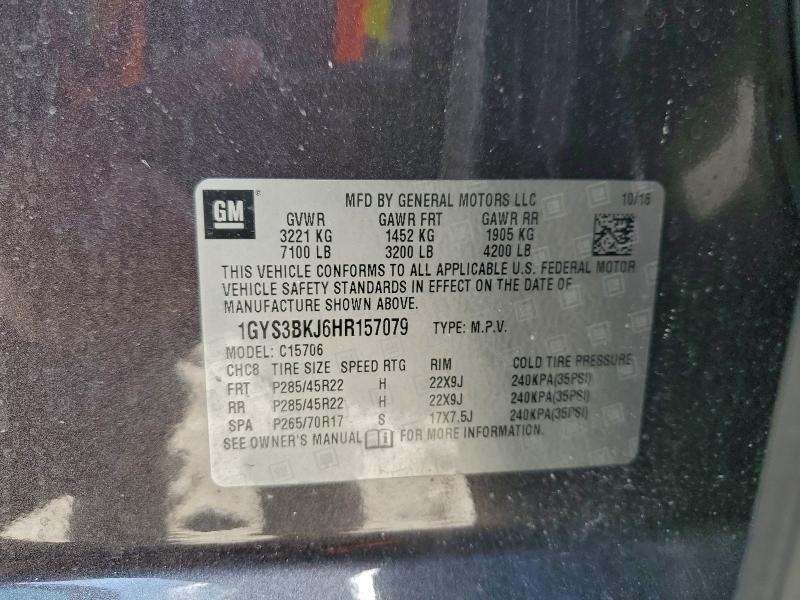 GM ® MFD BY GENERAL MOTORS LLC 10/16
GVWR GAWR FRT GAWR RR
3221 KG 1452 KG 1905 KG
7100 LB 3200 LB 4200 LB
THIS VEHICLE CONFORMS TO ALL APPLICABLE U.S. FEDERAL MOTOR
VEHICLE SAFETY STANDARDS IN EFFECT ON THE DATE OF
MANUFACTURE SHOWN ABOVE.
1GYS3BKJ6HR157079 TYPE: M.P.V.
MODEL: C15706
CHC8 TIRE SIZE SPEED RTG RIM COLD TIRE PRESSURE
FRT P285/45R22 H 22X9J 240KPA(35PSI)
RR P285/45R22 H 22X9J 240KPA(35PSI)
SPA P265/70R17 S 17X7.5J 240KPA(35PSI)
SEE OWNER'S MANUAL FOR MORE INFORMATION.